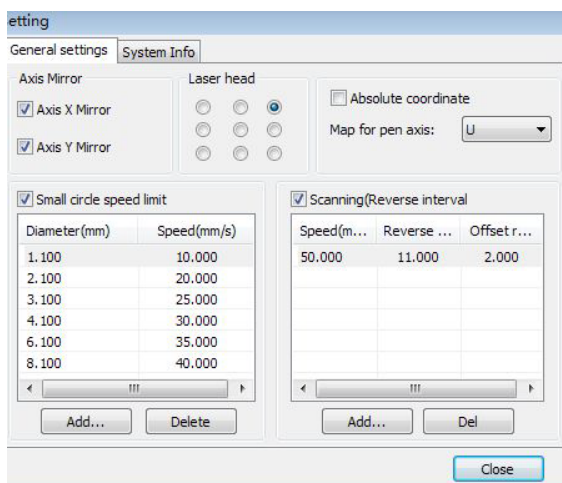 etting
General settings System Info
Axis Mirror
Laser head
Axis X Mirror
Axis Y Mirror
Absolute coordinate
Map for pen axis: U
Small circle speed limit
Diameter(mm) Speed(mm/s)
1.100 10.000
2.100 20.000
3.100 25.000
4.100 30.000
6.100 35.000
8.100 40.000
Add... Delete
Scanning(Reverse interval
Speed(m... Reverse ... Offset r...
50.000 11.000 2.000
Add... Del
Close